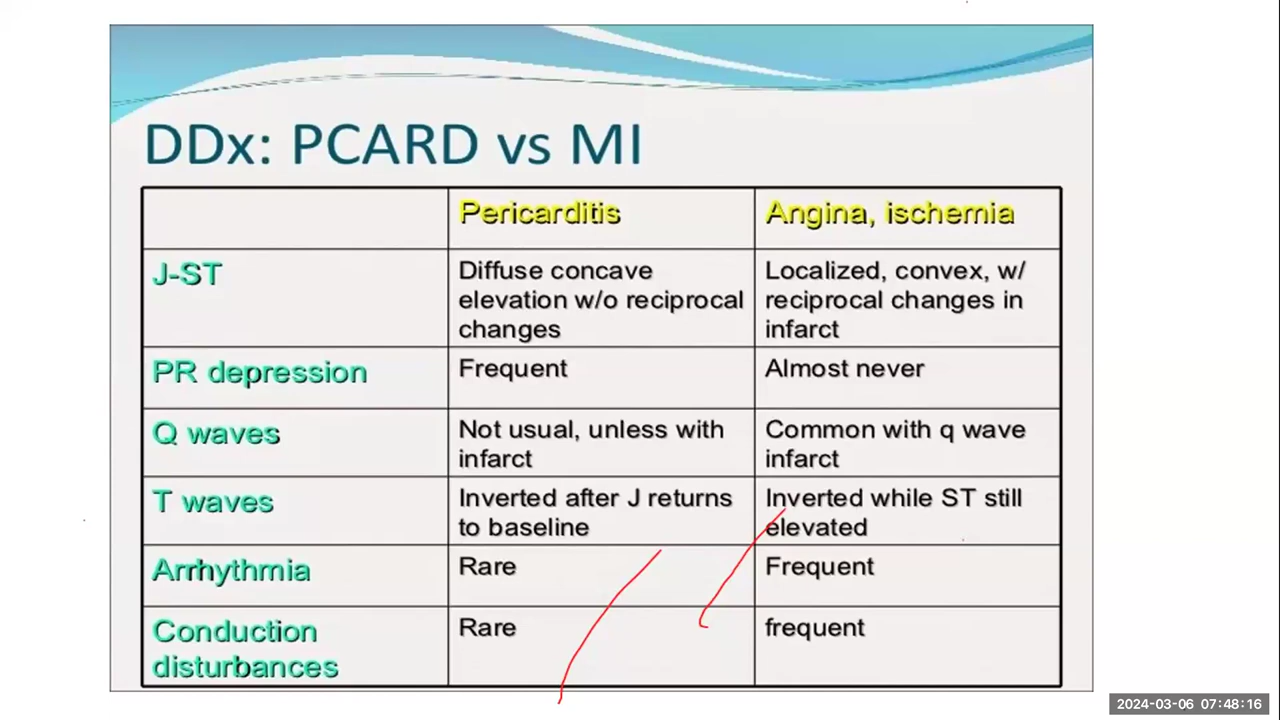 DDx: PCARD vs MI
Pericarditis
Angina, ischemia
J-ST
Diffuse concave
elevation w/o reciprocal
changes
Localized, convex, w/
reciprocal changes in
infarct
PR depression
Frequent
Almost never
Q waves
Not usual, unless with
infarct
Common with q wave
infarct
T waves
Inverted after J returns
to baseline
Inverted while ST still
elevated
Arrhythmia
Rare
Frequent
Conduction
disturbances
Rare
frequent
2024-03-06 07:48:16